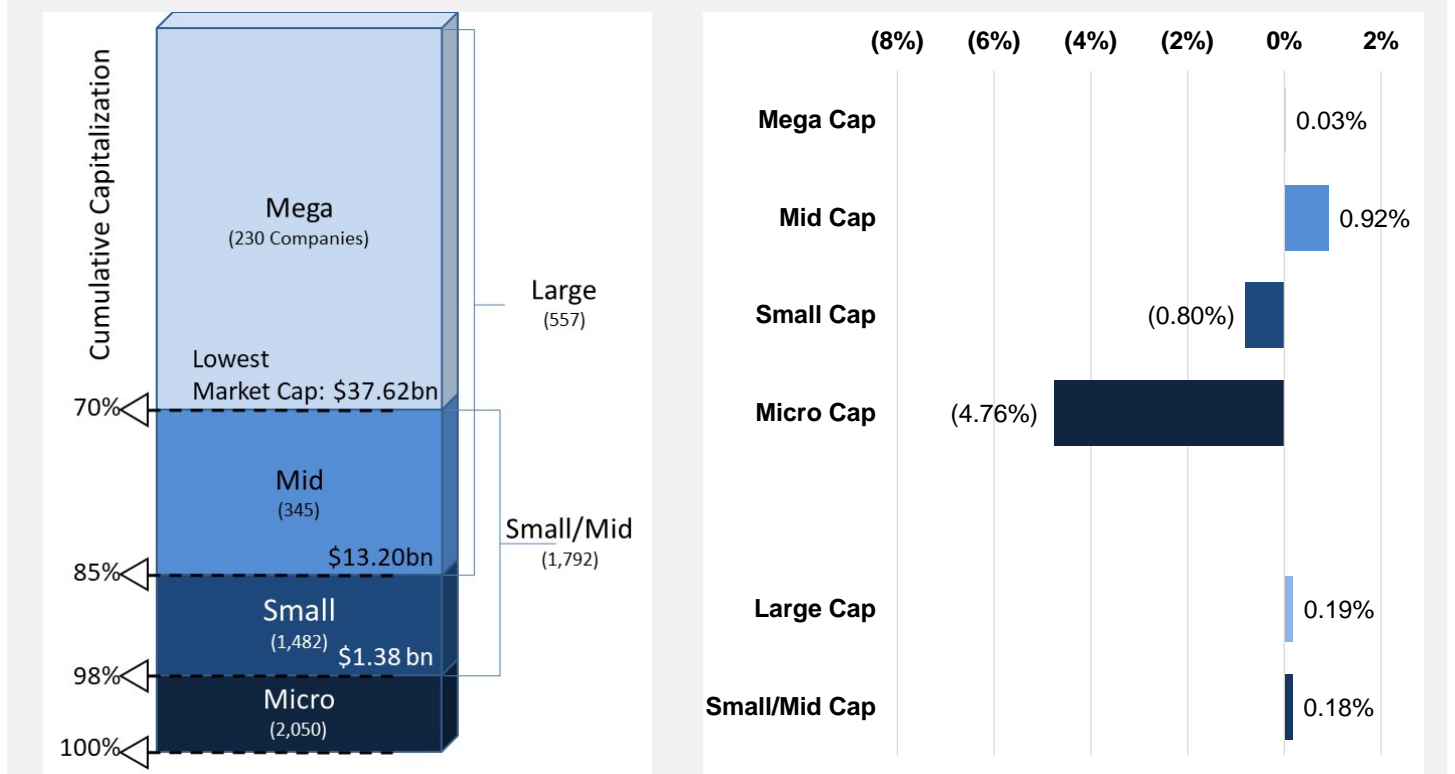 Cumulative Capitalization
Mega
(230 Companies)
Large
(557)
Lowest
Market Cap: $37.62bn
70%
Mid
(345)
Small/Mid
(1,792)
$13.20bn
85%
Small
(1,482)
$1.38 bn
98%
Micro
(2,050)
100%
(8%) (6%) (4%) (2%) 0% 2%
Mega Cap 0.03%
Mid Cap 0.92%
Small Cap (0.80%)
Micro Cap (4.76%)
Large Cap 0.19%
Small/Mid Cap 0.18%